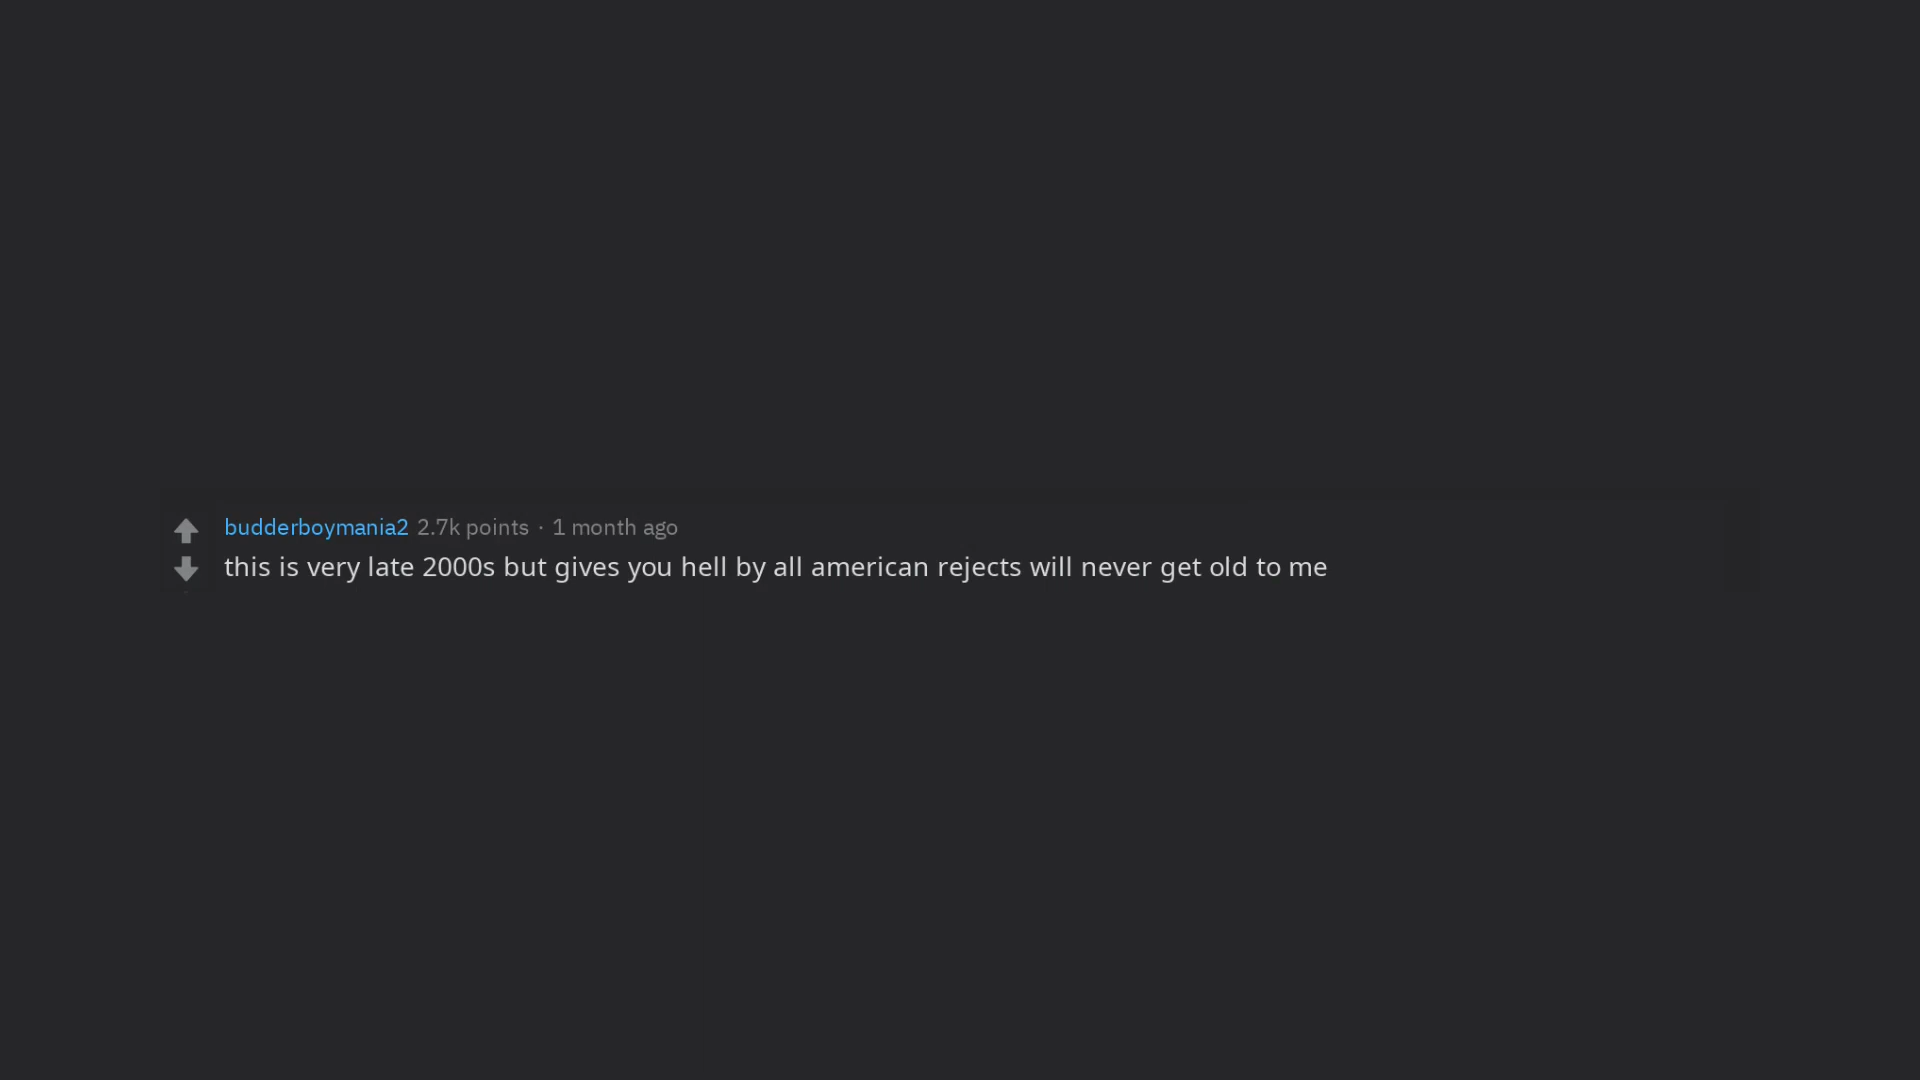 budderboymania2 2.7k points · 1 month ago
this is very late 2000s but gives you hell by all american rejects will never get old to me